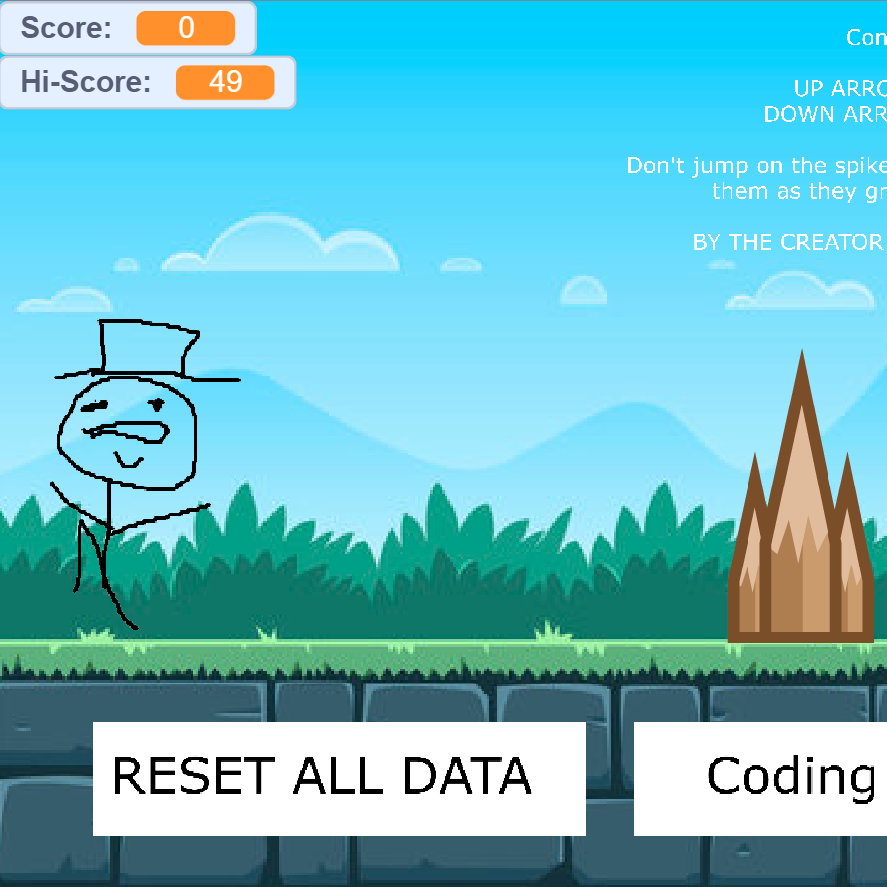 Score: 0
Hi-Score: 49
Con
UP ARRO
DOWN ARR
Don't jump on the spike
them as they gr
BY THE CREATOR
RESET ALL DATA
Coding